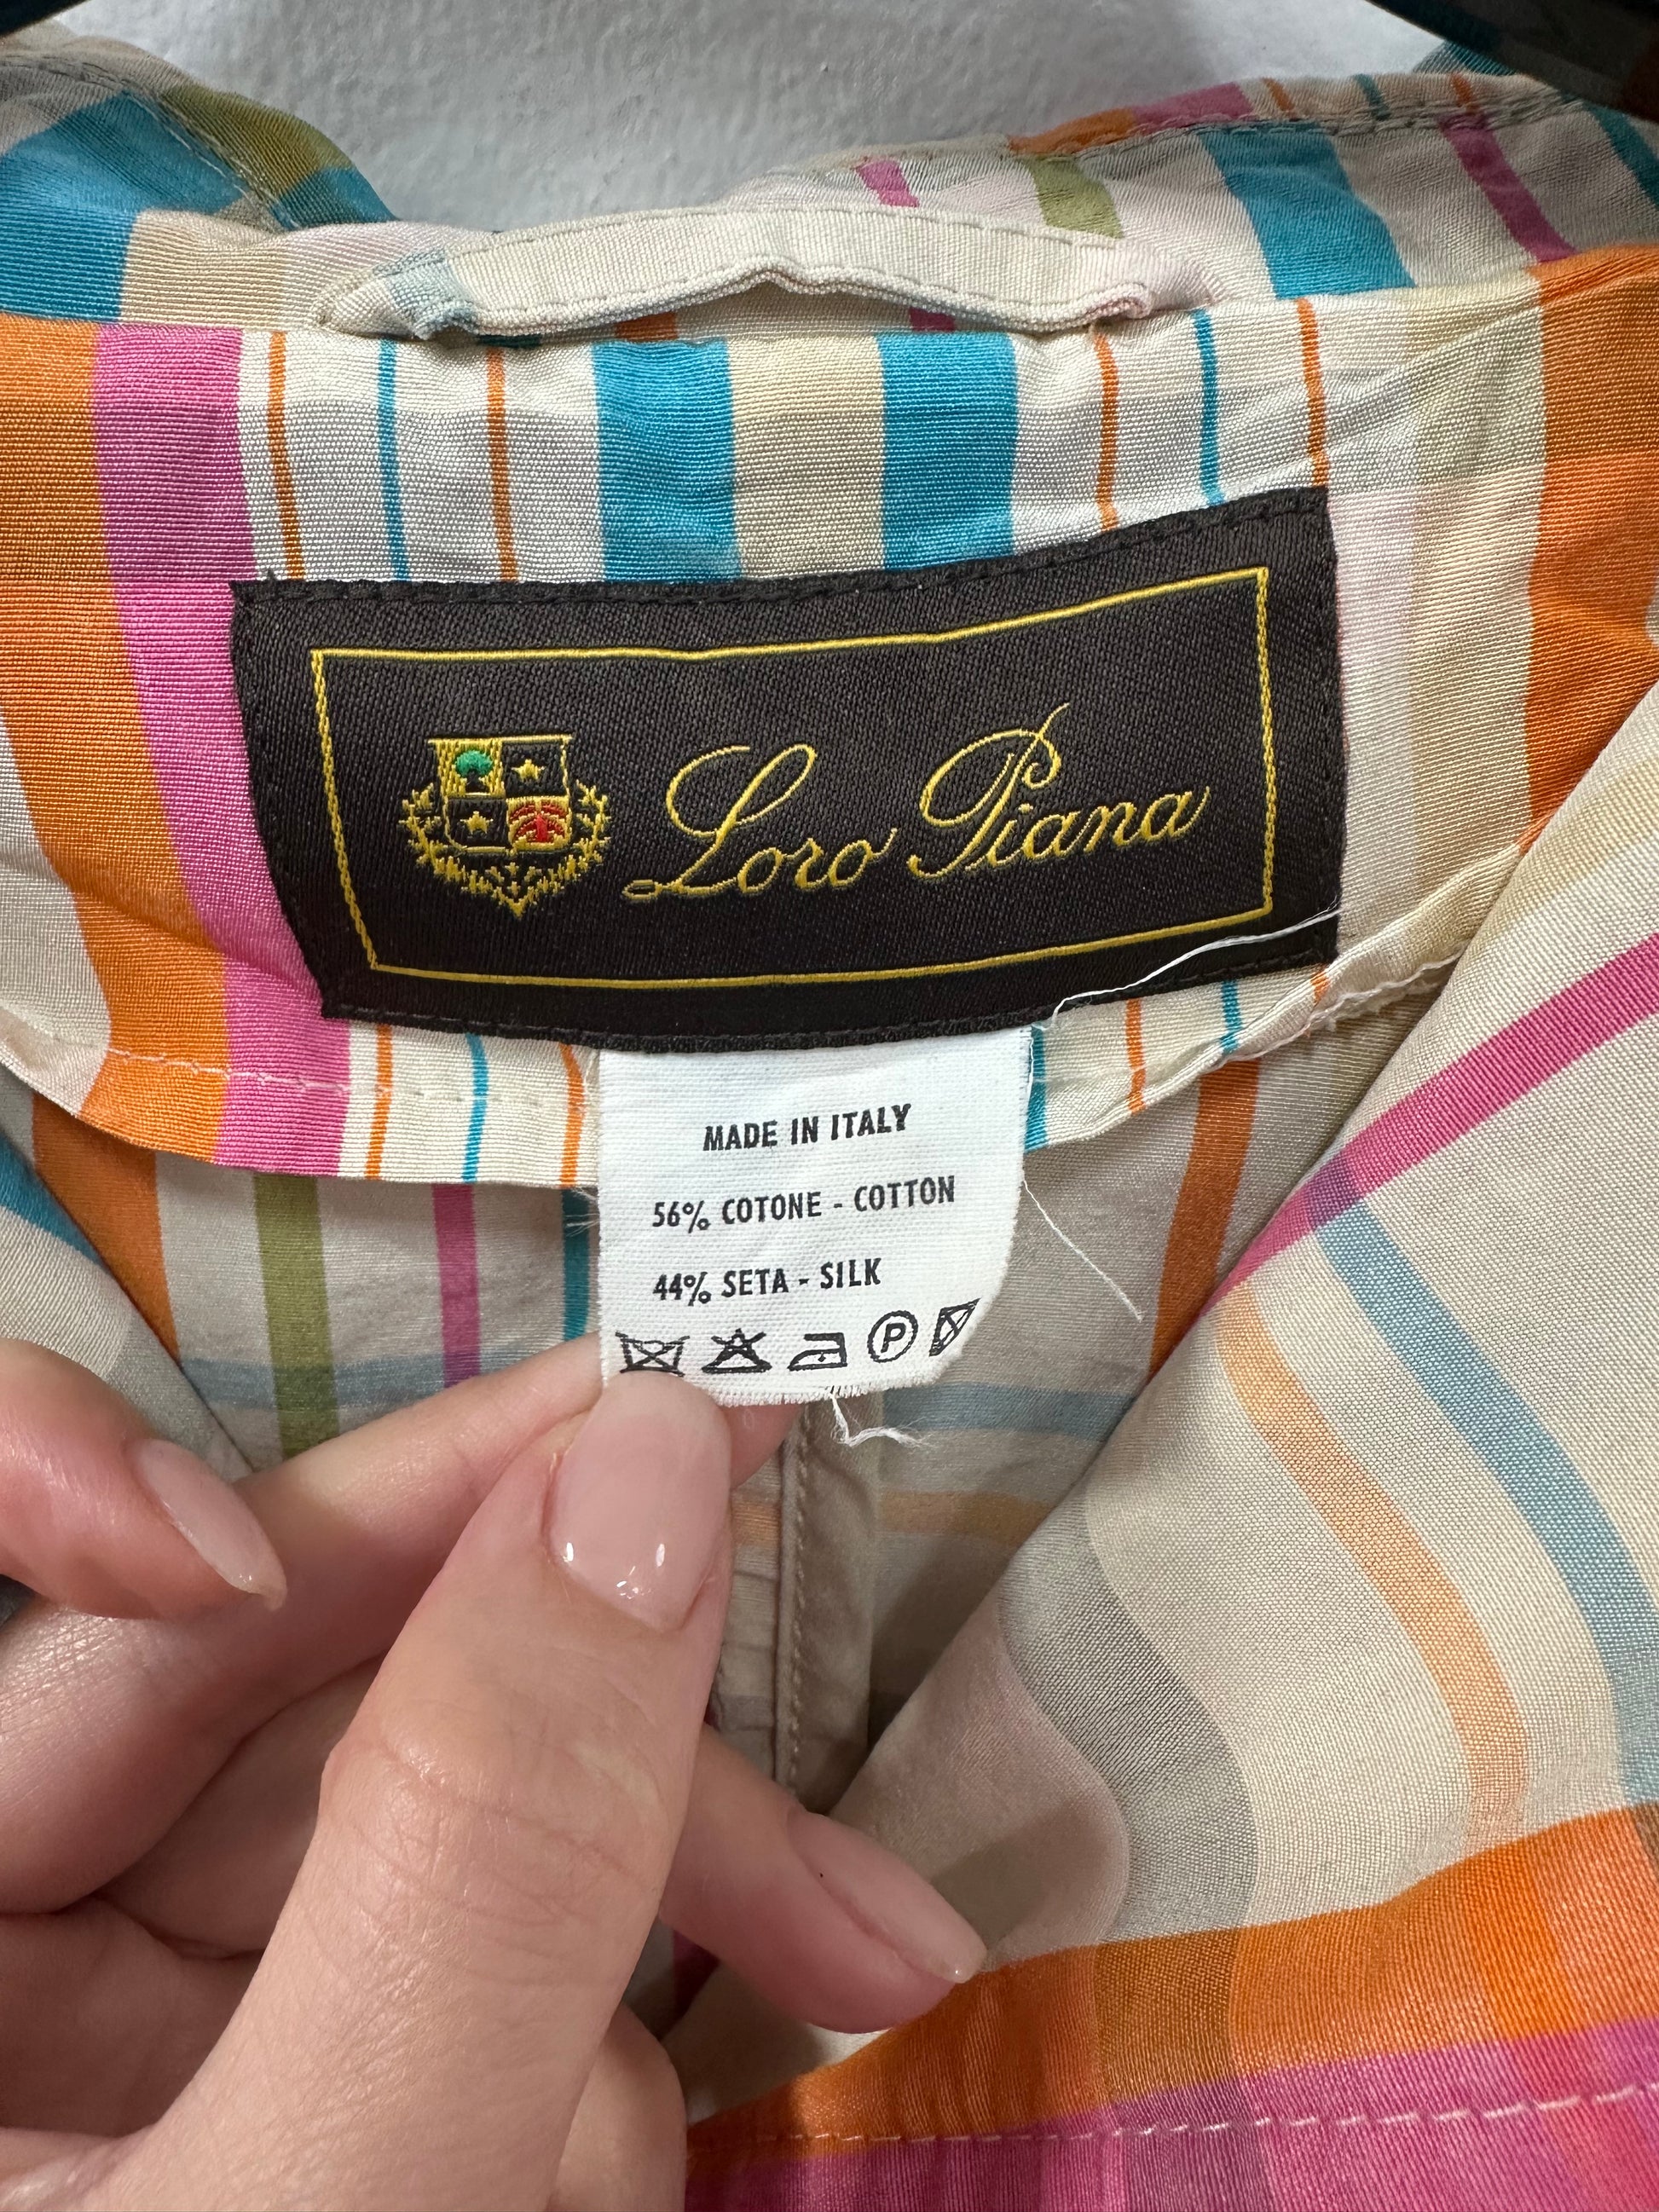 Loro Piana
MADE IN ITALY
56% COTONE - COTTON
44% SETA - SILK
P